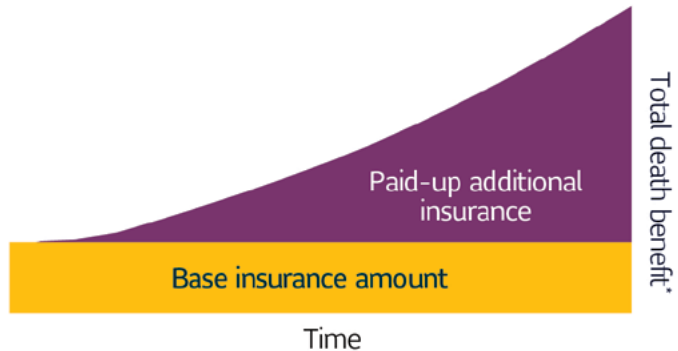 Paid-up additional
insurance
Total death benefit*
Base insurance amount
Time